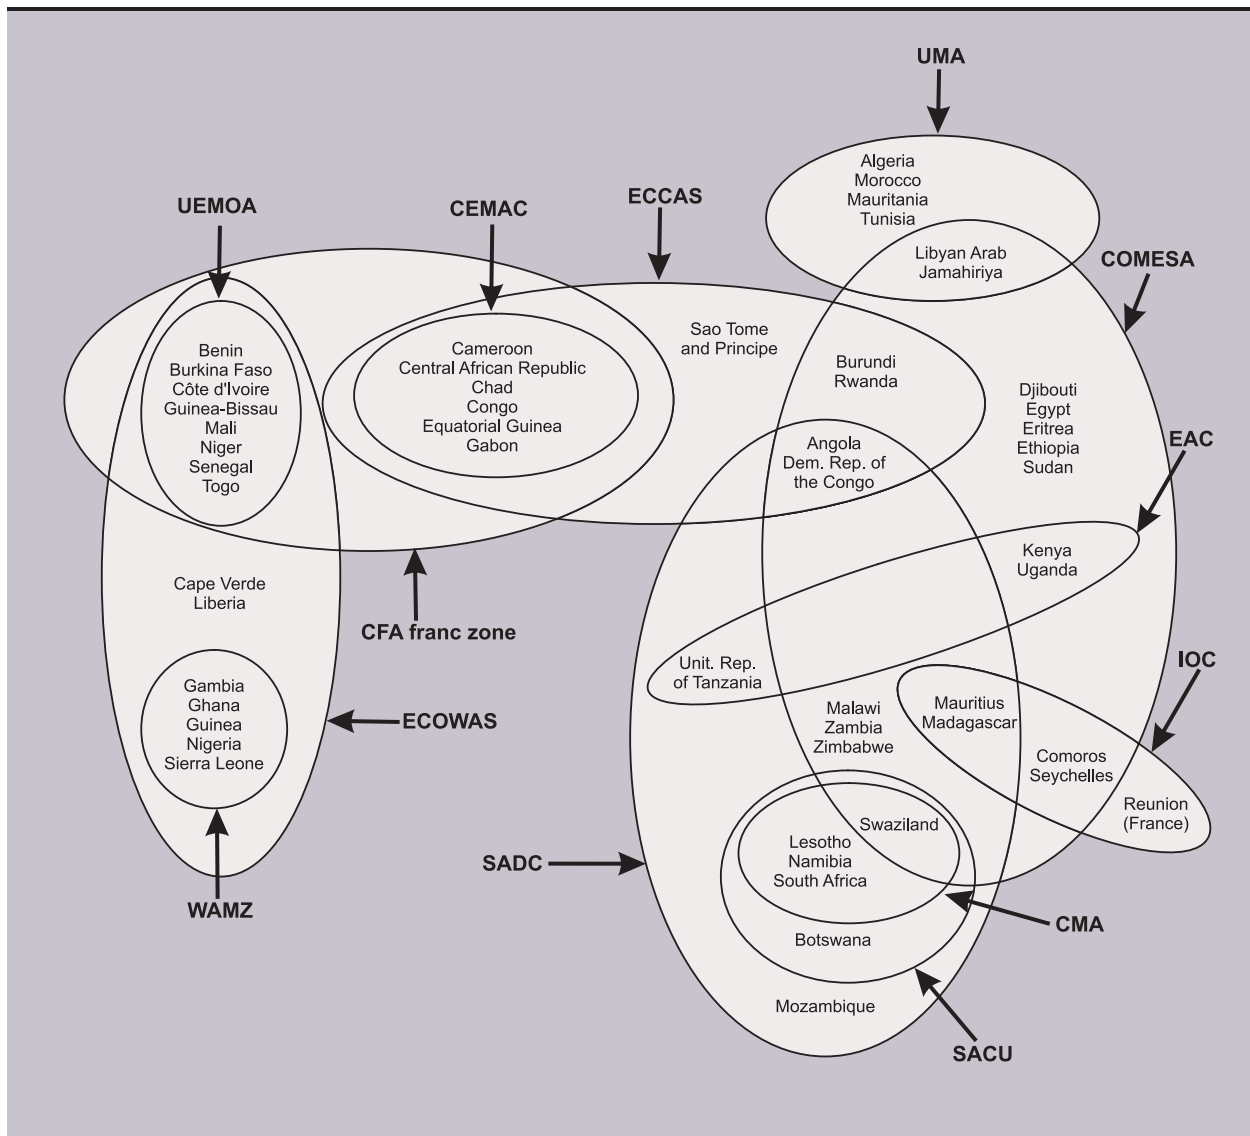 UMA
Algeria
Morocco
Mauritania
Tunisia
Libyan Arab
Jamahiriya
COMESA
UEMOA
CEMAC
ECCAS
Benin
Burkina Faso
Côte d'Ivoire
Guinea-Bissau
Mali
Niger
Senegal
Togo
Cameroon
Central African Republic
Chad
Congo
Equatorial Guinea
Gabon
Sao Tome
and Principe
Burundi
Rwanda
Djibouti
Egypt
Eritrea
Ethiopia
Sudan
Angola
Dem. Rep. of
the Congo
EAC
Kenya
Uganda
Cape Verde
Liberia
CFA franc zone
Unit. Rep.
of Tanzania
IOC
Gambia
Ghana
Guinea
Nigeria
Sierra Leone
ECOWAS
Malawi
Zambia
Zimbabwe
Mauritius
Madagascar
Comoros
Seychelles
Reunion
(France)
Swaziland
Lesotho
Namibia
South Africa
SADC
WAMZ
CMA
Botswana
Mozambique
SACU